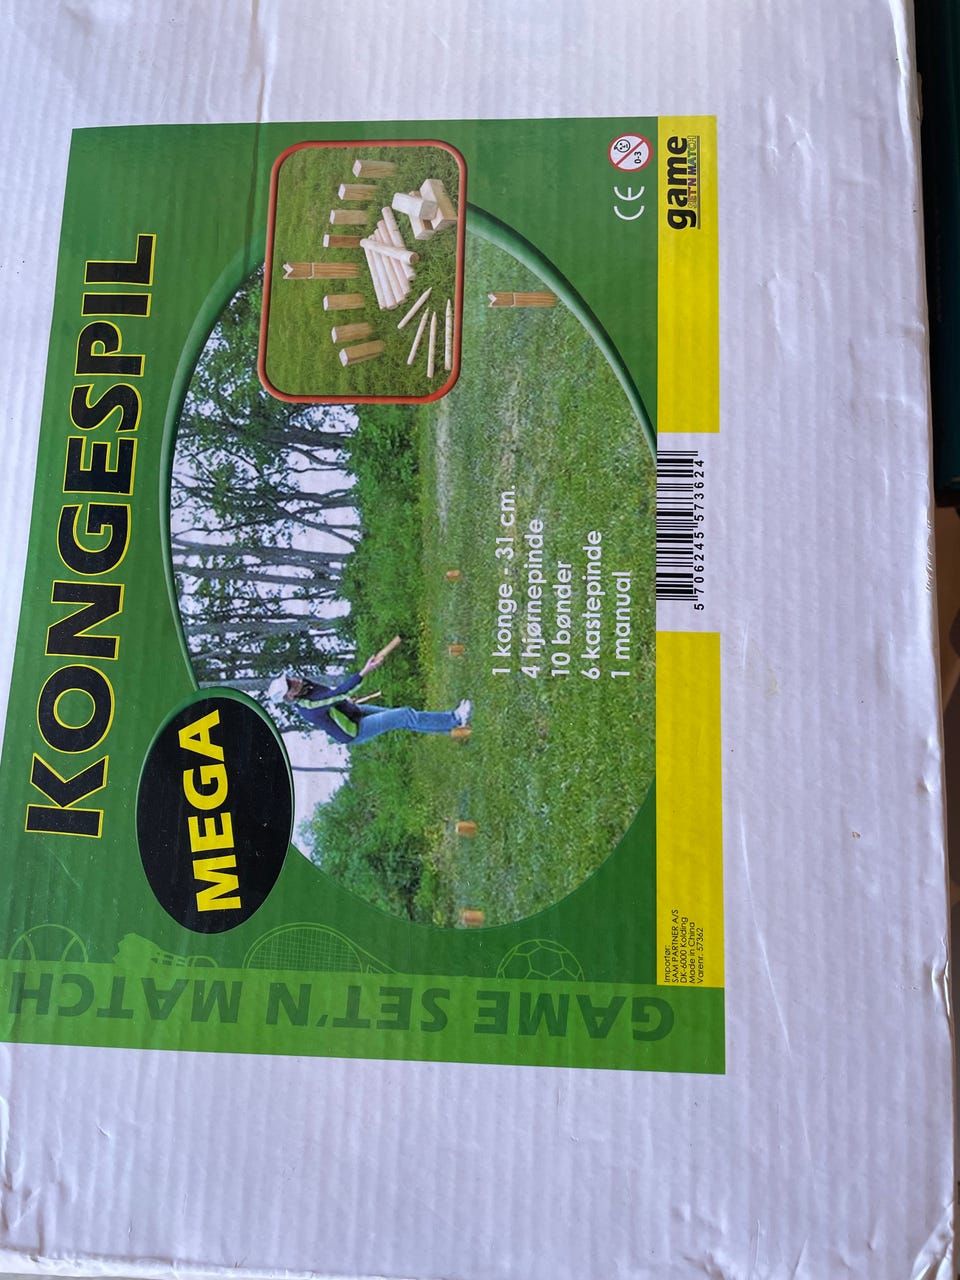 KONGESPIL
MEGA
1 konge - 31 cm.
4 hjørnepinde
10 bønder
6 kastepinde
1 manual
0-3
CE
game
SET'N MATCH
5 706245 573624
Importør:
SAM PARTNER A/S
DK-6000 Kolding
Made in China
Varenr. 57362
GAME SET'N MATCH